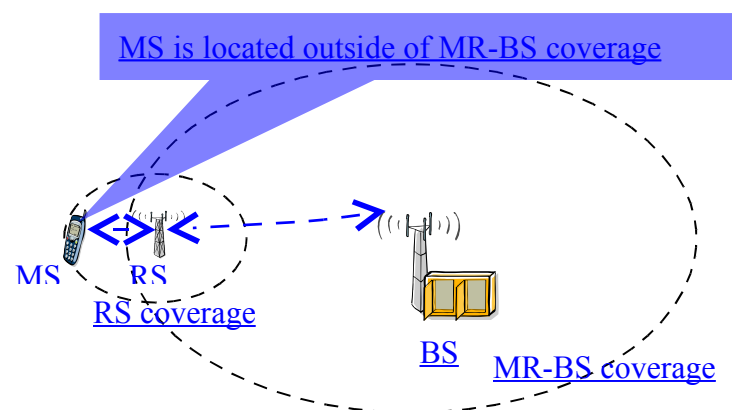 MS is located outside of MR-BS coverage
MS
RS
RS coverage
BS
MR-BS coverage